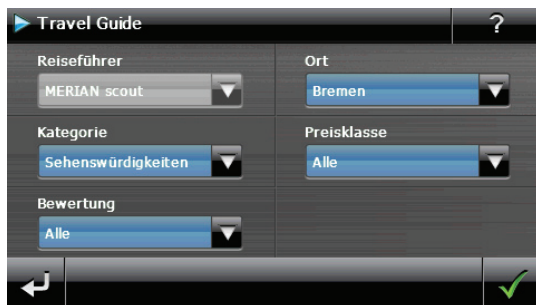 Travel Guide ?
Reiseführer
MERIAN scout
Ort
Bremen
Kategorie
Sehenswürdigkeiten
Preisklasse
Alle
Bewertung
Alle